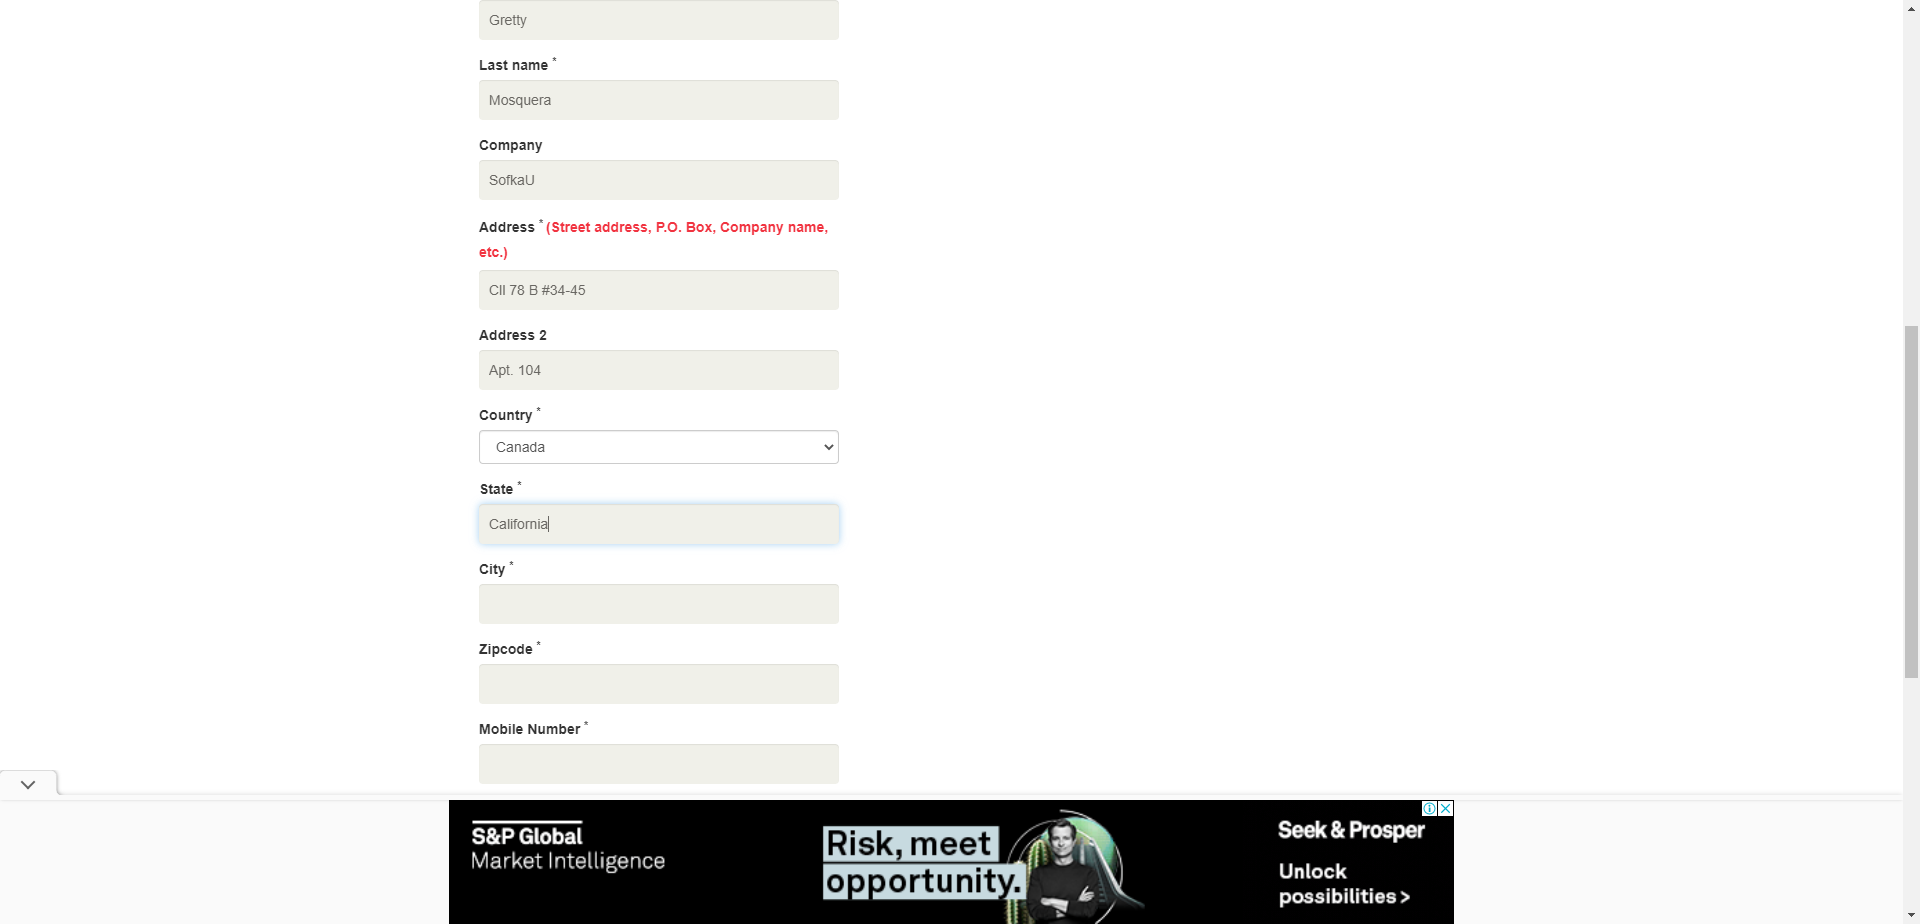 Gretty
Last name *
Mosquera
Company
SofkaU
Address * (Street address, P.O. Box, Company name,
etc.)
Cll 78 B #34-45
Address 2
Apt. 104
Country *
Canada
State *
California
City *
Zipcode *
Mobile Number *
S&P Global
Market Intelligence
Risk, meet
opportunity.
Seek & Prosper
Unlock
possibilities >